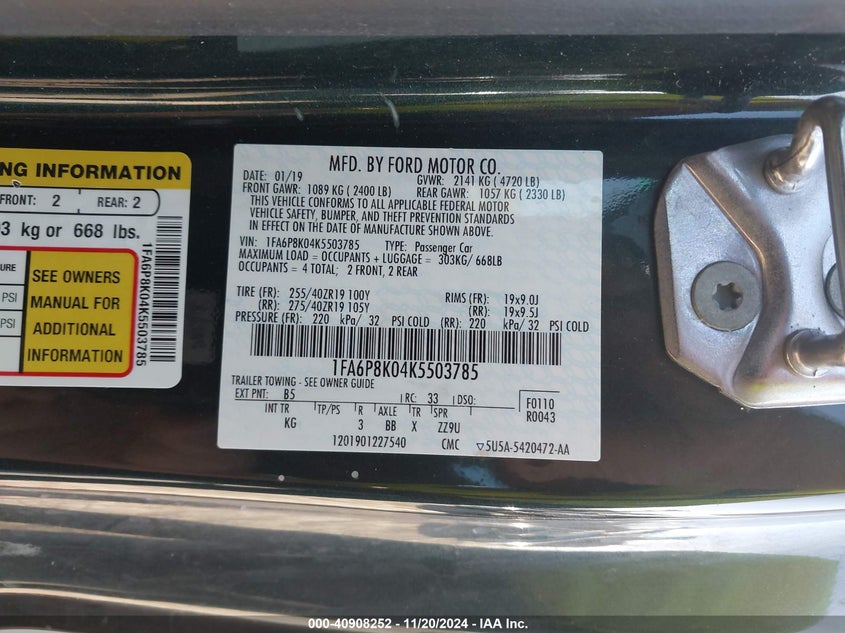 NG INFORMATION
FRONT: 2 REAR: 2
3 kg or 668 lbs.
PSI
PSI
SEE OWNERS
MANUAL FOR
ADDITIONAL
INFORMATION
1FA6P8K04K5503785
MFD. BY FORD MOTOR CO.
DATE: 01/19 GVWR: 2141 KG ( 4720 LB)
FRONT GAWR: 1089 KG ( 2400 LB) REAR GAWR: 1057 KG ( 2330 LB)
THIS VEHICLE CONFORMS TO ALL APPLICABLE FEDERAL MOTOR
VEHICLE SAFETY, BUMPER, AND THEFT PREVENTION STANDARDS
IN EFFECT ON THE DATE OF MANUFACTURE SHOWN ABOVE.
VIN: 1FA6P8K04K5503785 TYPE: Passenger Car
MAXIMUM LOAD = OCCUPANTS + LUGGAGE = 303KG/ 668LB
OCCUPANTS = 4 TOTAL; 2 FRONT, 2 REAR
TIRE (FR): 255/40ZR19 100Y RIMS (FR): 19x9.0J
(RR): 275/40ZR19 105Y (RR): 19x9.5J
PRESSURE (FR): 220 kPa/ 32 PSI COLD (RR): 220 kPa/ 32 PSI COLD
1FA6P8K04K5503785
TRAILER TOWING - SEE OWNER GUIDE
EXT PNT: B5 RC: 33 DSO: F0110
R0043
INT TR TP/PS R AXLE TR SPR
KG 3 BB X ZZ9U
1201901227540 CMC ▽5U5A-5420472-AA
000-40908252 - 11/20/2024 - IAA Inc.